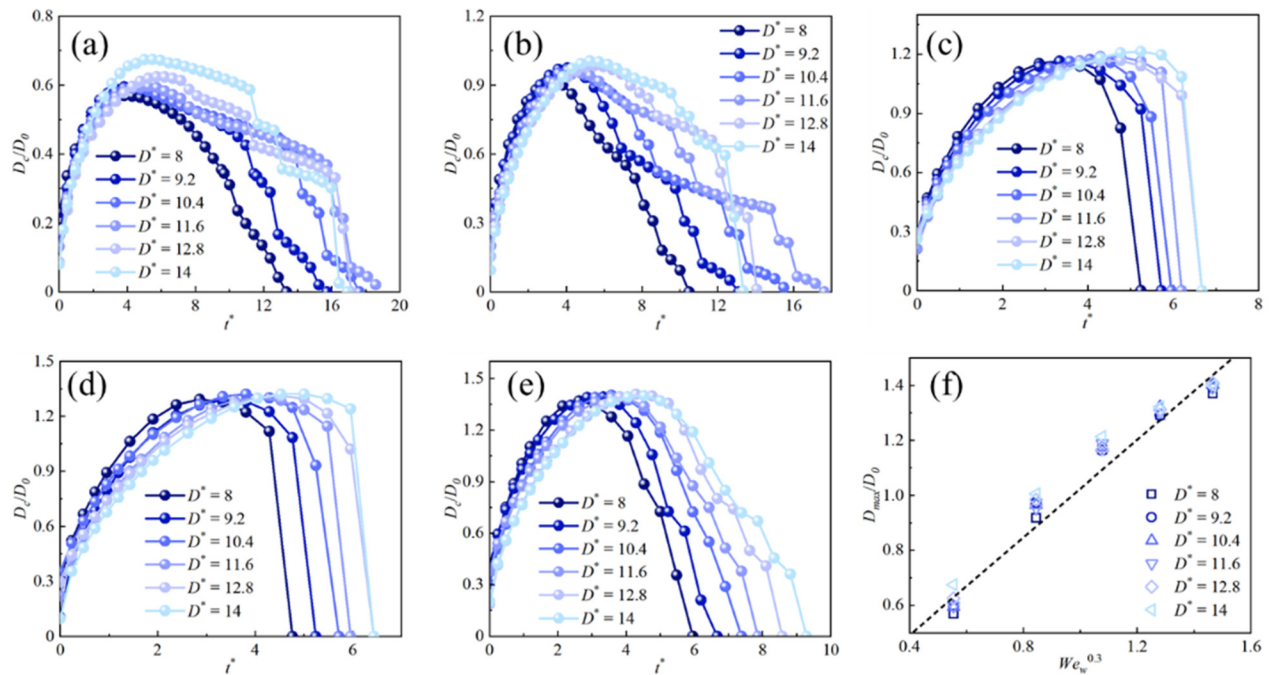 (a)
D_c/D_0
0.8
0.6
0.4
0.2
0
D* = 8
D* = 9.2
D* = 10.4
D* = 11.6
D* = 12.8
D* = 14
0 4 8 12 16 20
t*
(b)
D_c/D_0
1.2
0.9
0.6
0.3
0
D* = 8
D* = 9.2
D* = 10.4
D* = 11.6
D* = 12.8
D* = 14
0 4 8 12 16
t*
(c)
D_c/D_0
1.2
0.9
0.6
0.3
0
D* = 8
D* = 9.2
D* = 10.4
D* = 11.6
D* = 12.8
D* = 14
0 2 4 6 8
t*
(d)
D_c/D_0
1.5
1.2
0.9
0.6
0.3
0
D* = 8
D* = 9.2
D* = 10.4
D* = 11.6
D* = 12.8
D* = 14
0 2 4 6
t*
(e)
D_c/D_0
1.5
1.2
0.9
0.6
0.3
0
D* = 8
D* = 9.2
D* = 10.4
D* = 11.6
D* = 12.8
D* = 14
0 2 4 6 8 10
t*
(f)
D_max/D_0
1.4
1.2
1.0
0.8
0.6
D* = 8
D* = 9.2
D* = 10.4
D* = 11.6
D* = 12.8
D* = 14
0.4 0.8 1.2 1.6
We_w^0.3